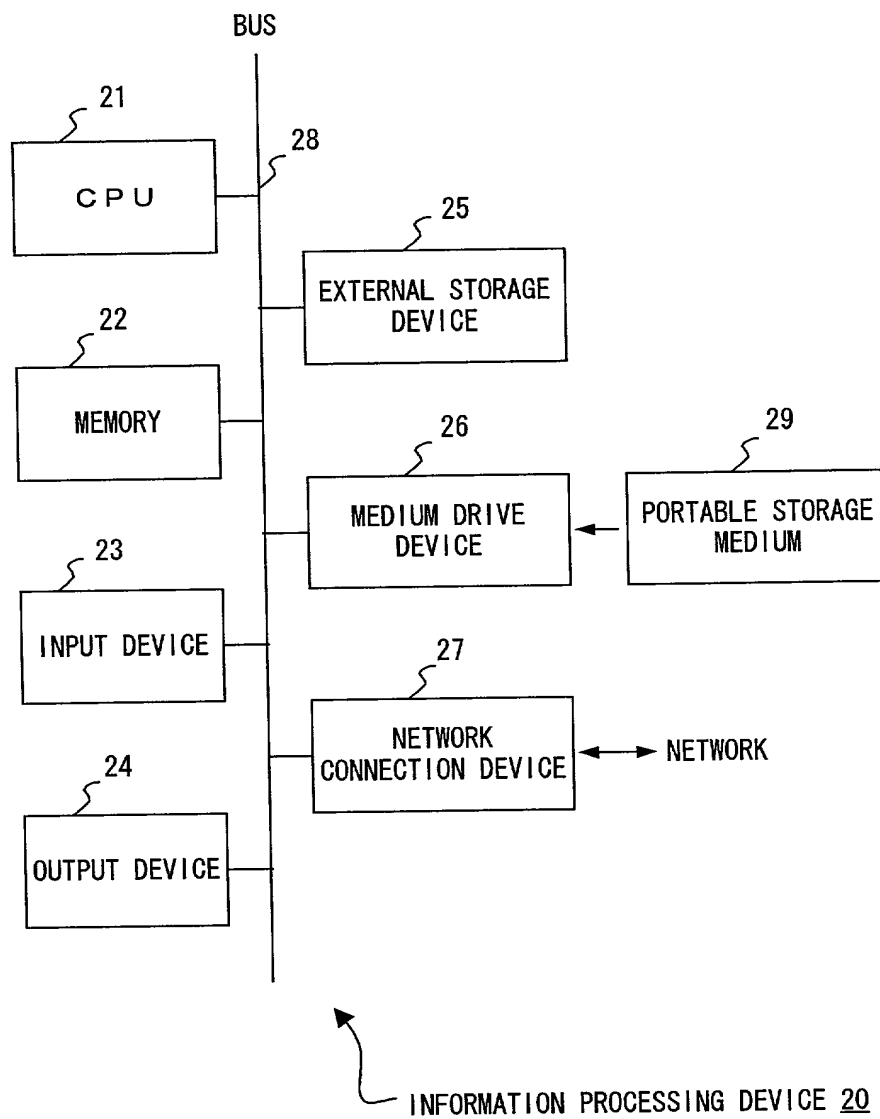 BUS
21
28
CPU
25
EXTERNAL STORAGE
DEVICE
22
MEMORY
26
29
MEDIUM DRIVE
DEVICE
PORTABLE STORAGE
MEDIUM
23
INPUT DEVICE
27
NETWORK
CONNECTION DEVICE
NETWORK
24
OUTPUT DEVICE
INFORMATION PROCESSING DEVICE 20